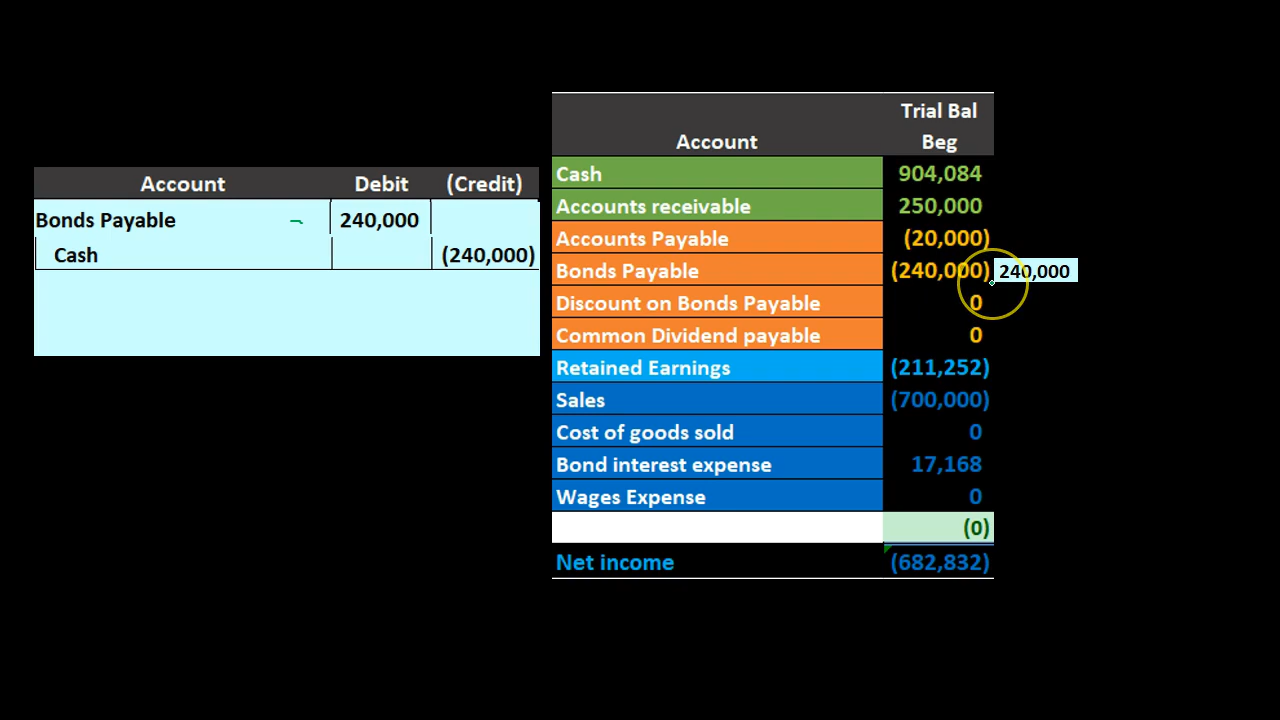 Account Debit (Credit)
Bonds Payable 240,000
Cash (240,000)
Trial Bal
Account Beg
Cash 904,084
Accounts receivable 250,000
Accounts Payable (20,000)
Bonds Payable (240,000) 240,000
Discount on Bonds Payable 0
Common Dividend payable 0
Retained Earnings (211,252)
Sales (700,000)
Cost of goods sold 0
Bond interest expense 17,168
Wages Expense 0
(0)
Net income (682,832)